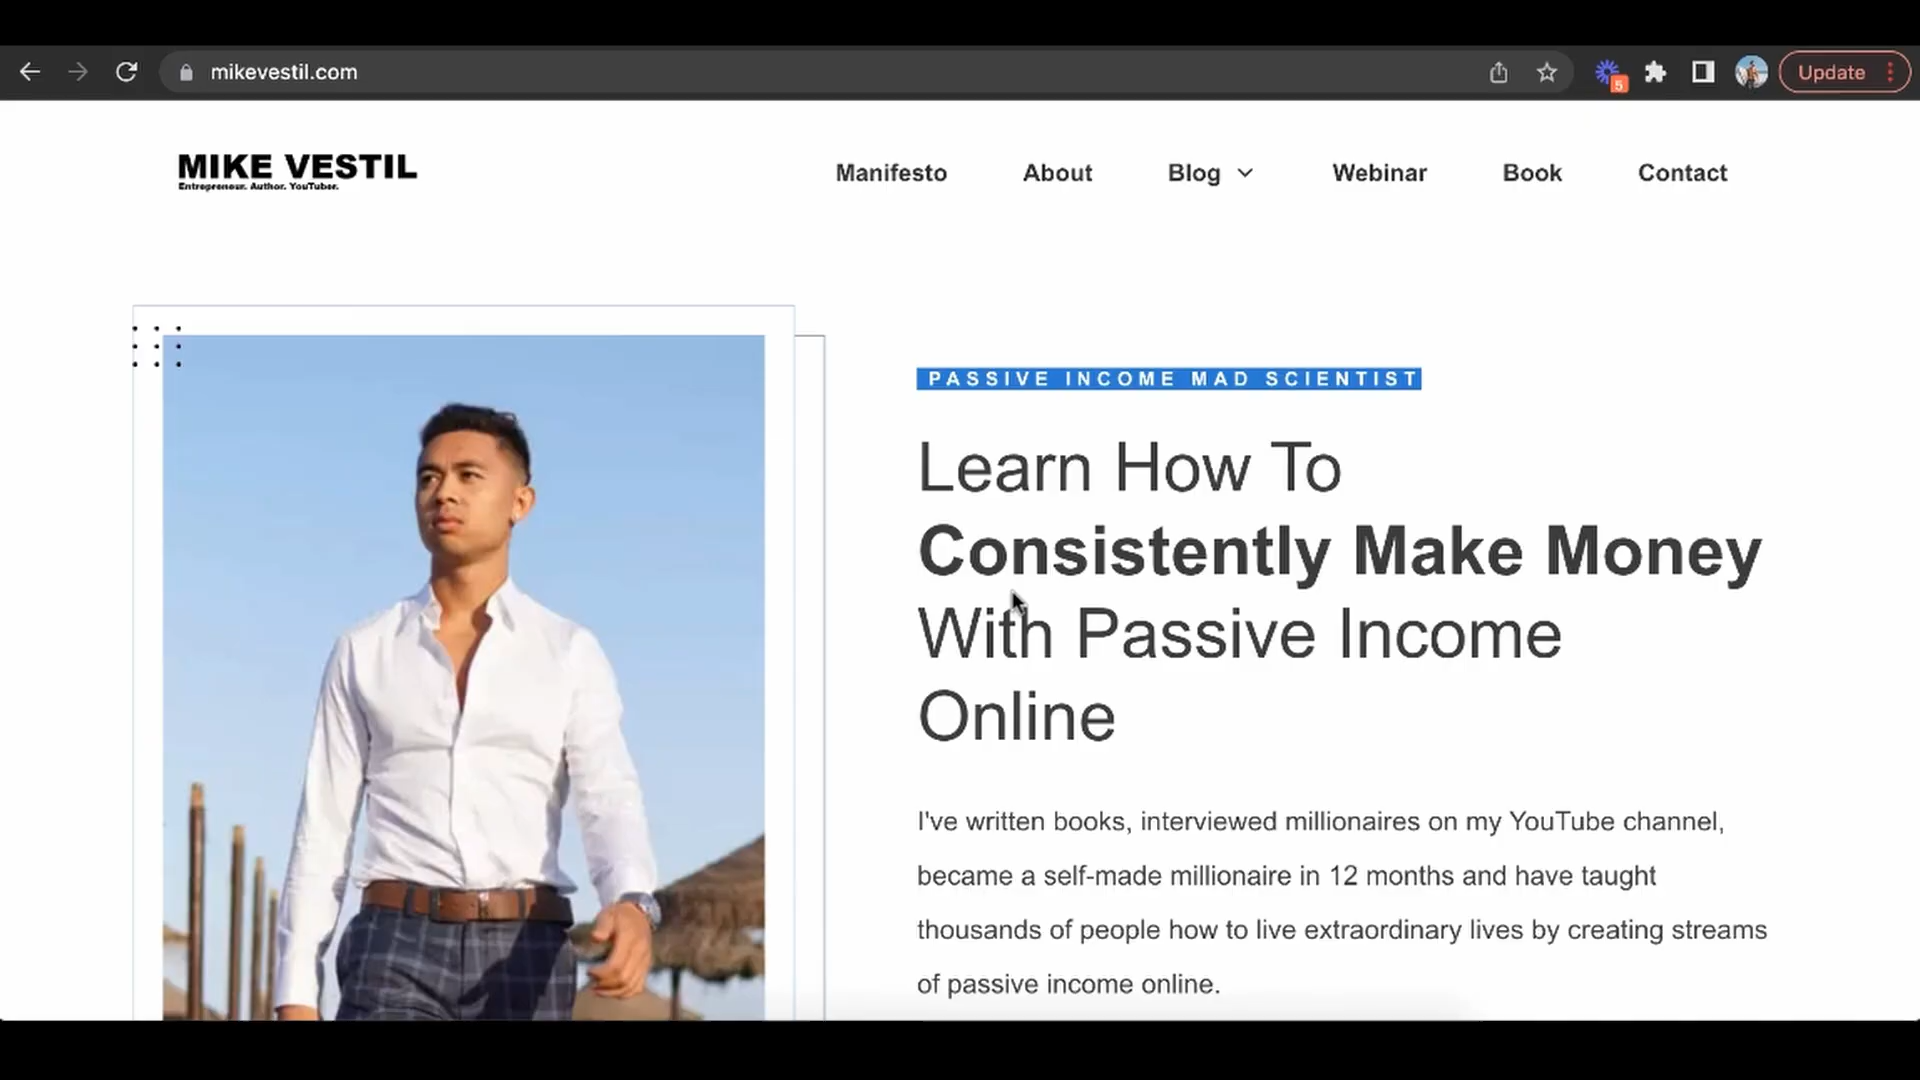 mikevestil.com
5
Update
MIKE VESTIL
Entrepreneur. Author. YouTuber.
Manifesto
About
Blog
Webinar
Book
Contact
PASSIVE INCOME MAD SCIENTIST
Learn How To
Consistently Make Money
With Passive Income
Online
I've written books, interviewed millionaires on my YouTube channel,
became a self-made millionaire in 12 months and have taught
thousands of people how to live extraordinary lives by creating streams
of passive income online.